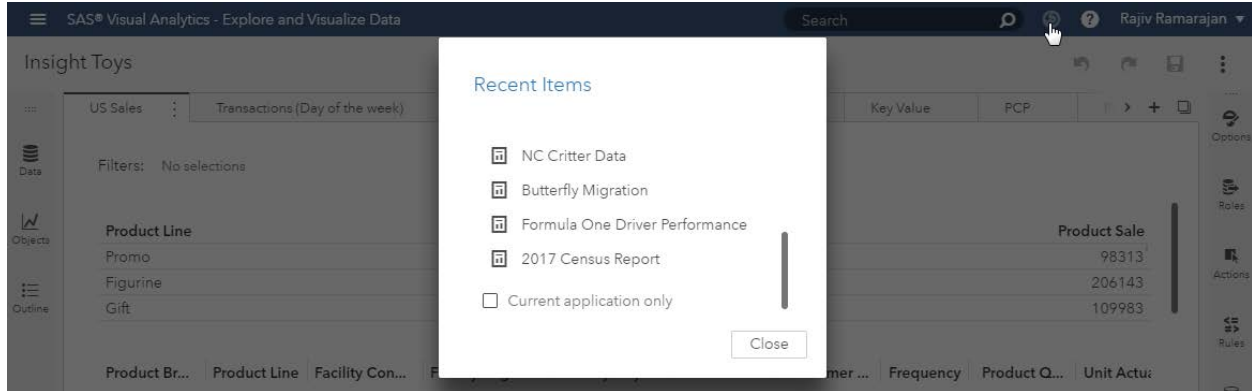 SAS® Visual Analytics - Explore and Visualize Data Search Rajiv Ramarajan
Insight Toys
Recent Items
US Sales Transactions (Day of the week) Key Value PCP
Options
Data
Filters: No selections
NC Critter Data
Butterfly Migration
Roles
Objects
Formula One Driver Performance
Product Line Product Sale
2017 Census Report
Promo 98313
Actions
Figurine 206143
Outline
Current application only
Gift 109983
Close
Rules
Product Br... Product Line Facility Con... mer ... Frequency Product Q... Unit Actua